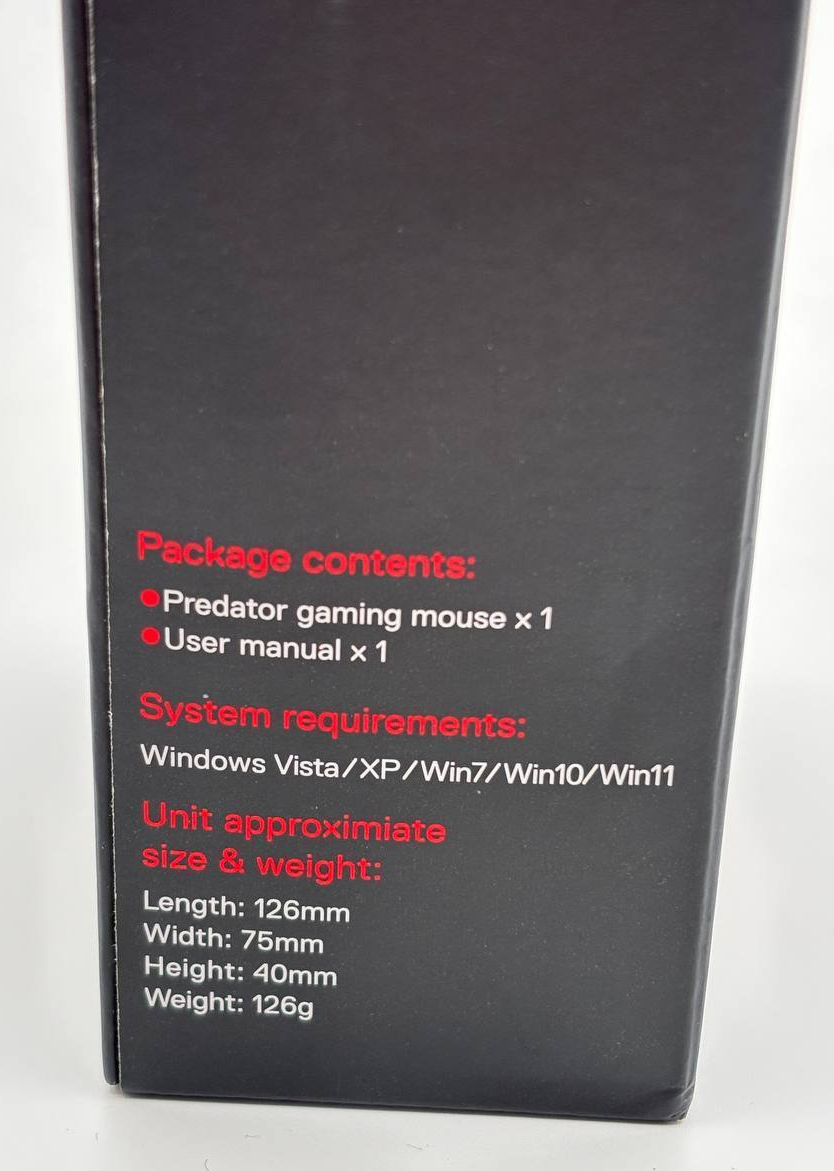 Package contents:
●Predator gaming mouse x 1
●User manual x 1
System requirements:
Windows Vista/XP/Win7/Win10/Win11
Unit approximiate
size & weight:
Length: 126mm
Width: 75mm
Height: 40mm
Weight: 126g